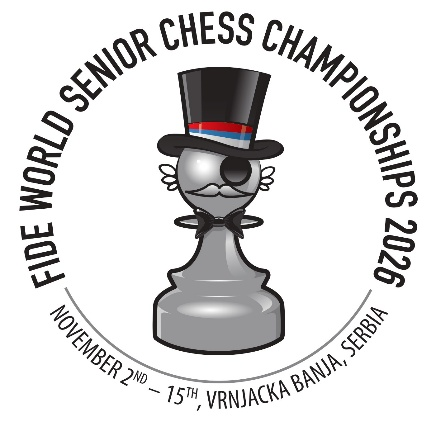 FIDE WORLD SENIOR CHESS CHAMPIONSHIPS 2026
NOVEMBER 2ND – 15TH, VRNJACKA BANJA, SERBIA